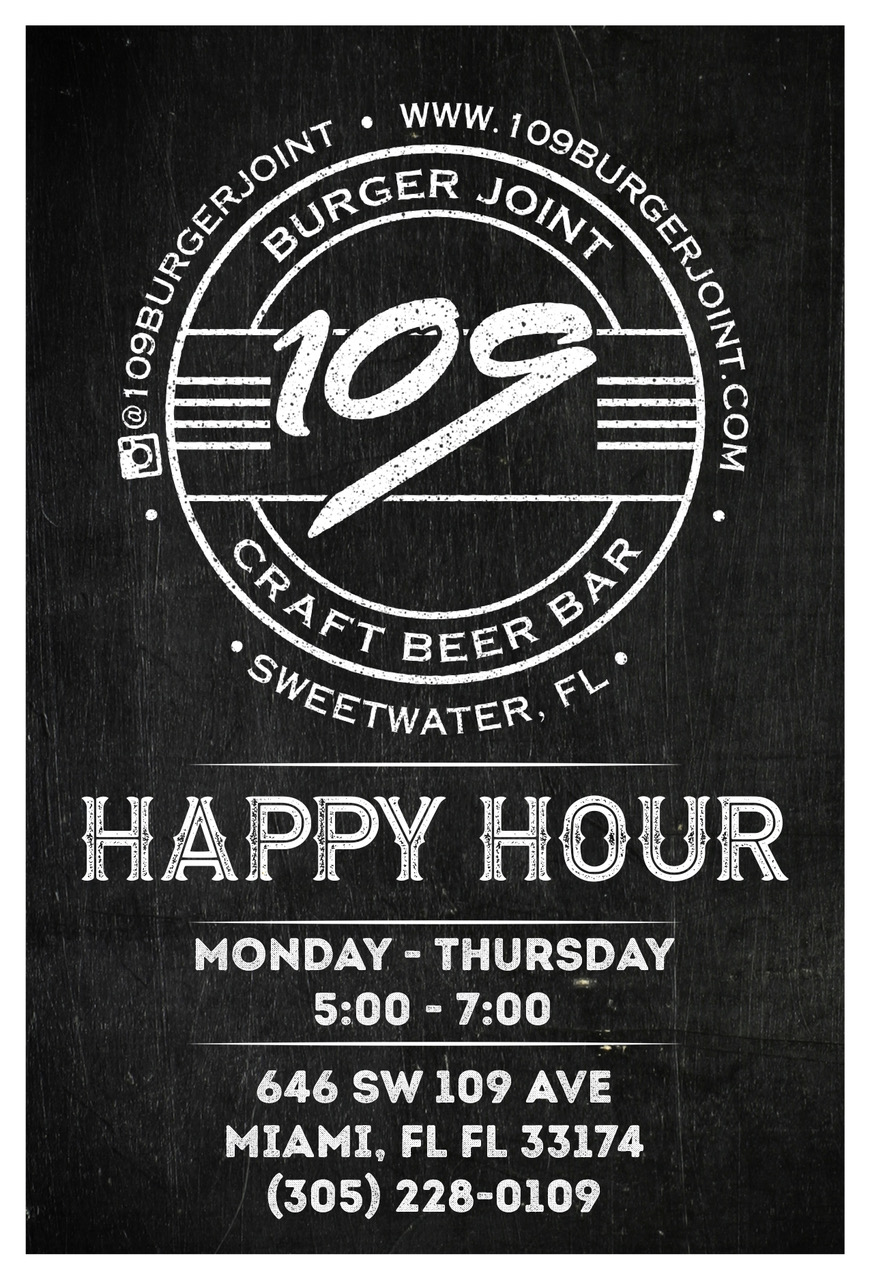 @109BURGERJOINT • WWW.109BURGERJOINT.COM
BURGER JOINT
109
CRAFT BEER BAR
• SWEETWATER, FL •
HAPPY HOUR
MONDAY - THURSDAY
5:00 - 7:00
646 SW 109 AVE
MIAMI, FL FL 33174
(305) 228-0109